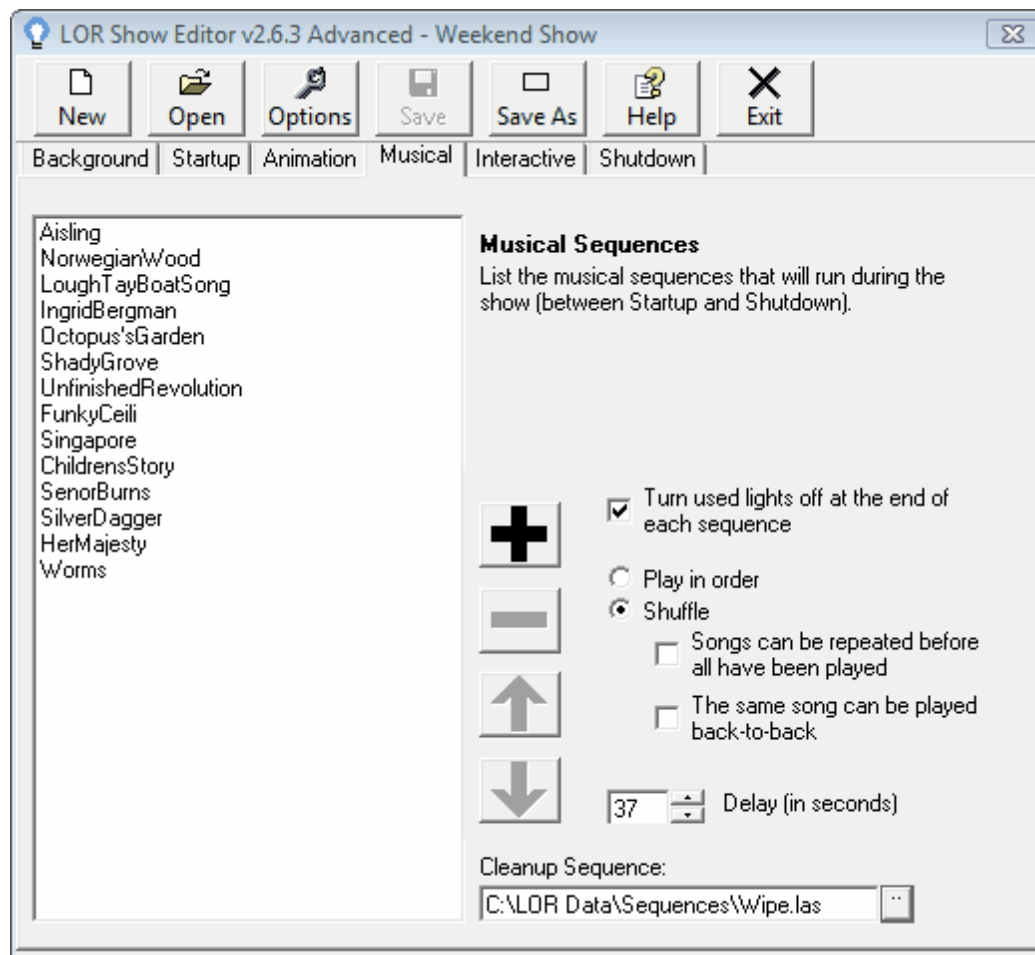 LOR Show Editor v2.6.3 Advanced - Weekend Show
New Open Options Save Save As Help Exit
Background Startup Animation Musical Interactive Shutdown
Aisling
NorwegianWood
LoughTayBoatSong
IngridBergman
Octopus'sGarden
ShadyGrove
UnfinishedRevolution
FunkyCeili
Singapore
ChildrensStory
SenorBurns
SilverDagger
HerMajesty
Worms
Musical Sequences
List the musical sequences that will run during the
show (between Startup and Shutdown).
Turn used lights off at the end of
each sequence
Play in order
Shuffle
Songs can be repeated before
all have been played
The same song can be played
back-to-back
37 Delay (in seconds)
Cleanup Sequence:
C:\LOR Data\Sequences\Wipe.las ..